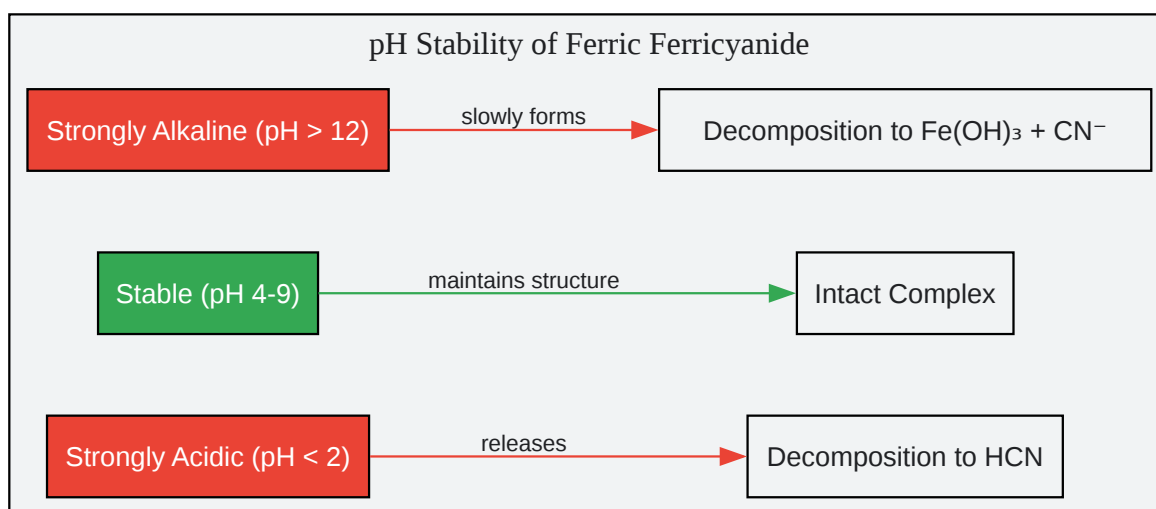 pH Stability of Ferric Ferricyanide
Strongly Alkaline (pH > 12)
slowly forms
Decomposition to Fe(OH)₃ + CN⁻
Stable (pH 4-9)
maintains structure
Intact Complex
Strongly Acidic (pH < 2)
releases
Decomposition to HCN